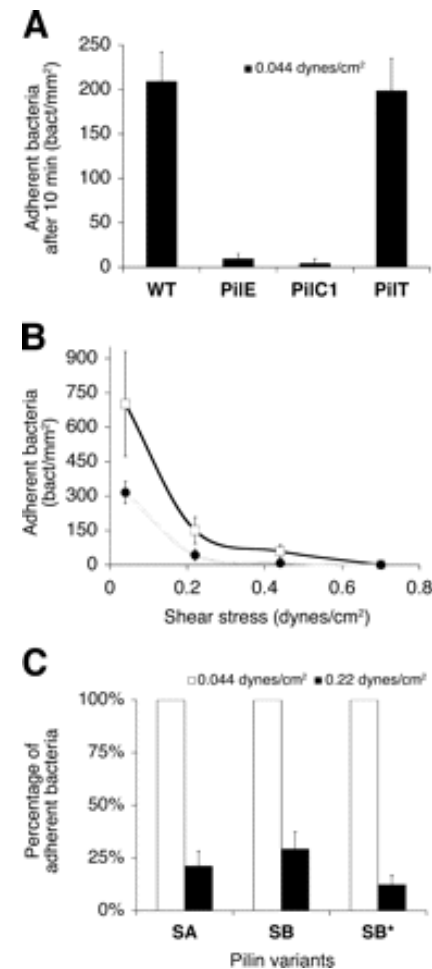 A
Adherent bacteria
after 10 min (bact/mm²)
250
200
150
100
50
0
0.044 dynes/cm²
WT PilE PilC1 PilT
B
Adherent bacteria
(bact/mm²)
900
750
600
450
300
150
0
0 0.2 0.4 0.6 0.8
Shear stress (dynes/cm²)
C
0.044 dynes/cm² 0.22 dynes/cm²
Percentage of
adherent bacteria
100%
75%
50%
25%
0%
SA SB SB*
Pilin variants